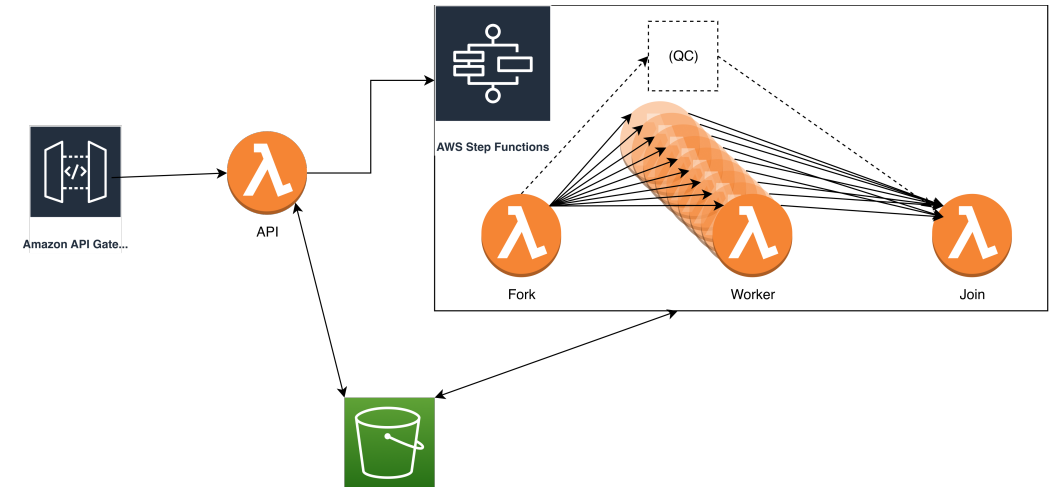 (QC)
AWS Step Functions
</>
Amazon API Gate...
API
Fork
Worker
Join